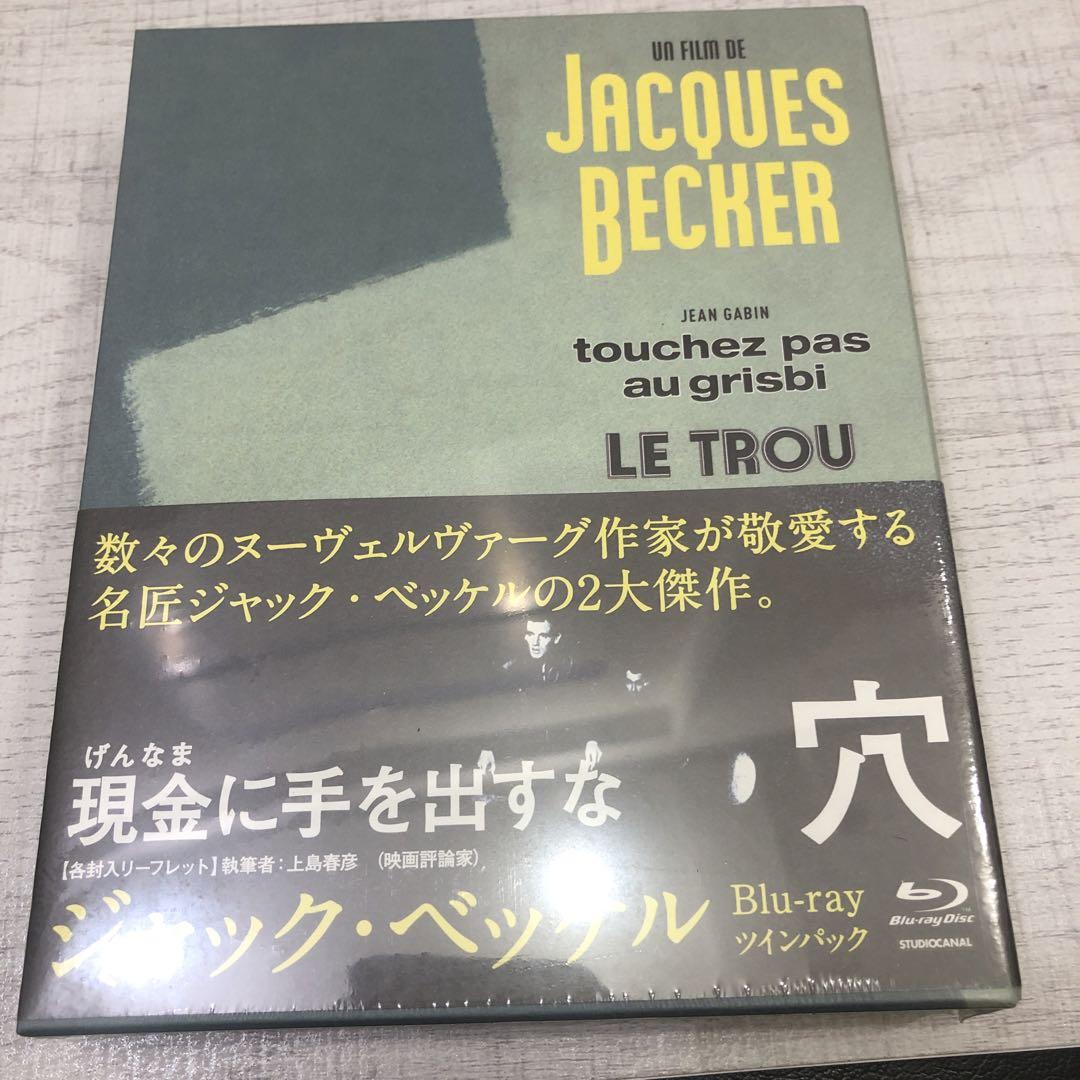 UN FILM DE
JACQUES
BECKER
JEAN GABIN
touchez pas
au grisbi
LE TROU
数々のヌーヴェルヴァーグ作家が敬愛する
名匠ジャック・ベッケルの2大傑作。
げんなま
現金に手を出すな
穴
【各封入リーフレット】執筆者：上島春彦 （映画評論家）
ジャック・ベッケル
Blu-ray
ツインパック
Blu-ray Disc
TM
STUDIOCANAL